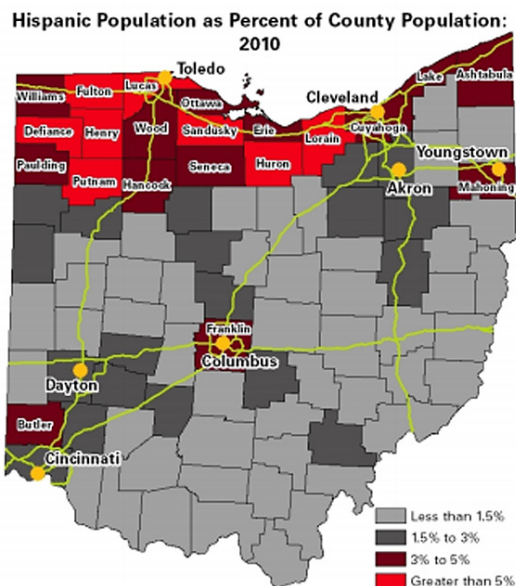 Hispanic Population as Percent of County Population:
2010
Toledo
Lake
Ashtabula
Williams
Fulton
Lucas
Ottawa
Cleveland
Defiance
Henry
Wood
Sandusky
Erie
Lorain
Cuyahoga
Youngstown
Paulding
Putnam
Hancock
Seneca
Huron
Akron
Mahoning
Franklin
Columbus
Dayton
Butler
Cincinnati
Less than 1.5%
1.5% to 3%
3% to 5%
Greater than 5%